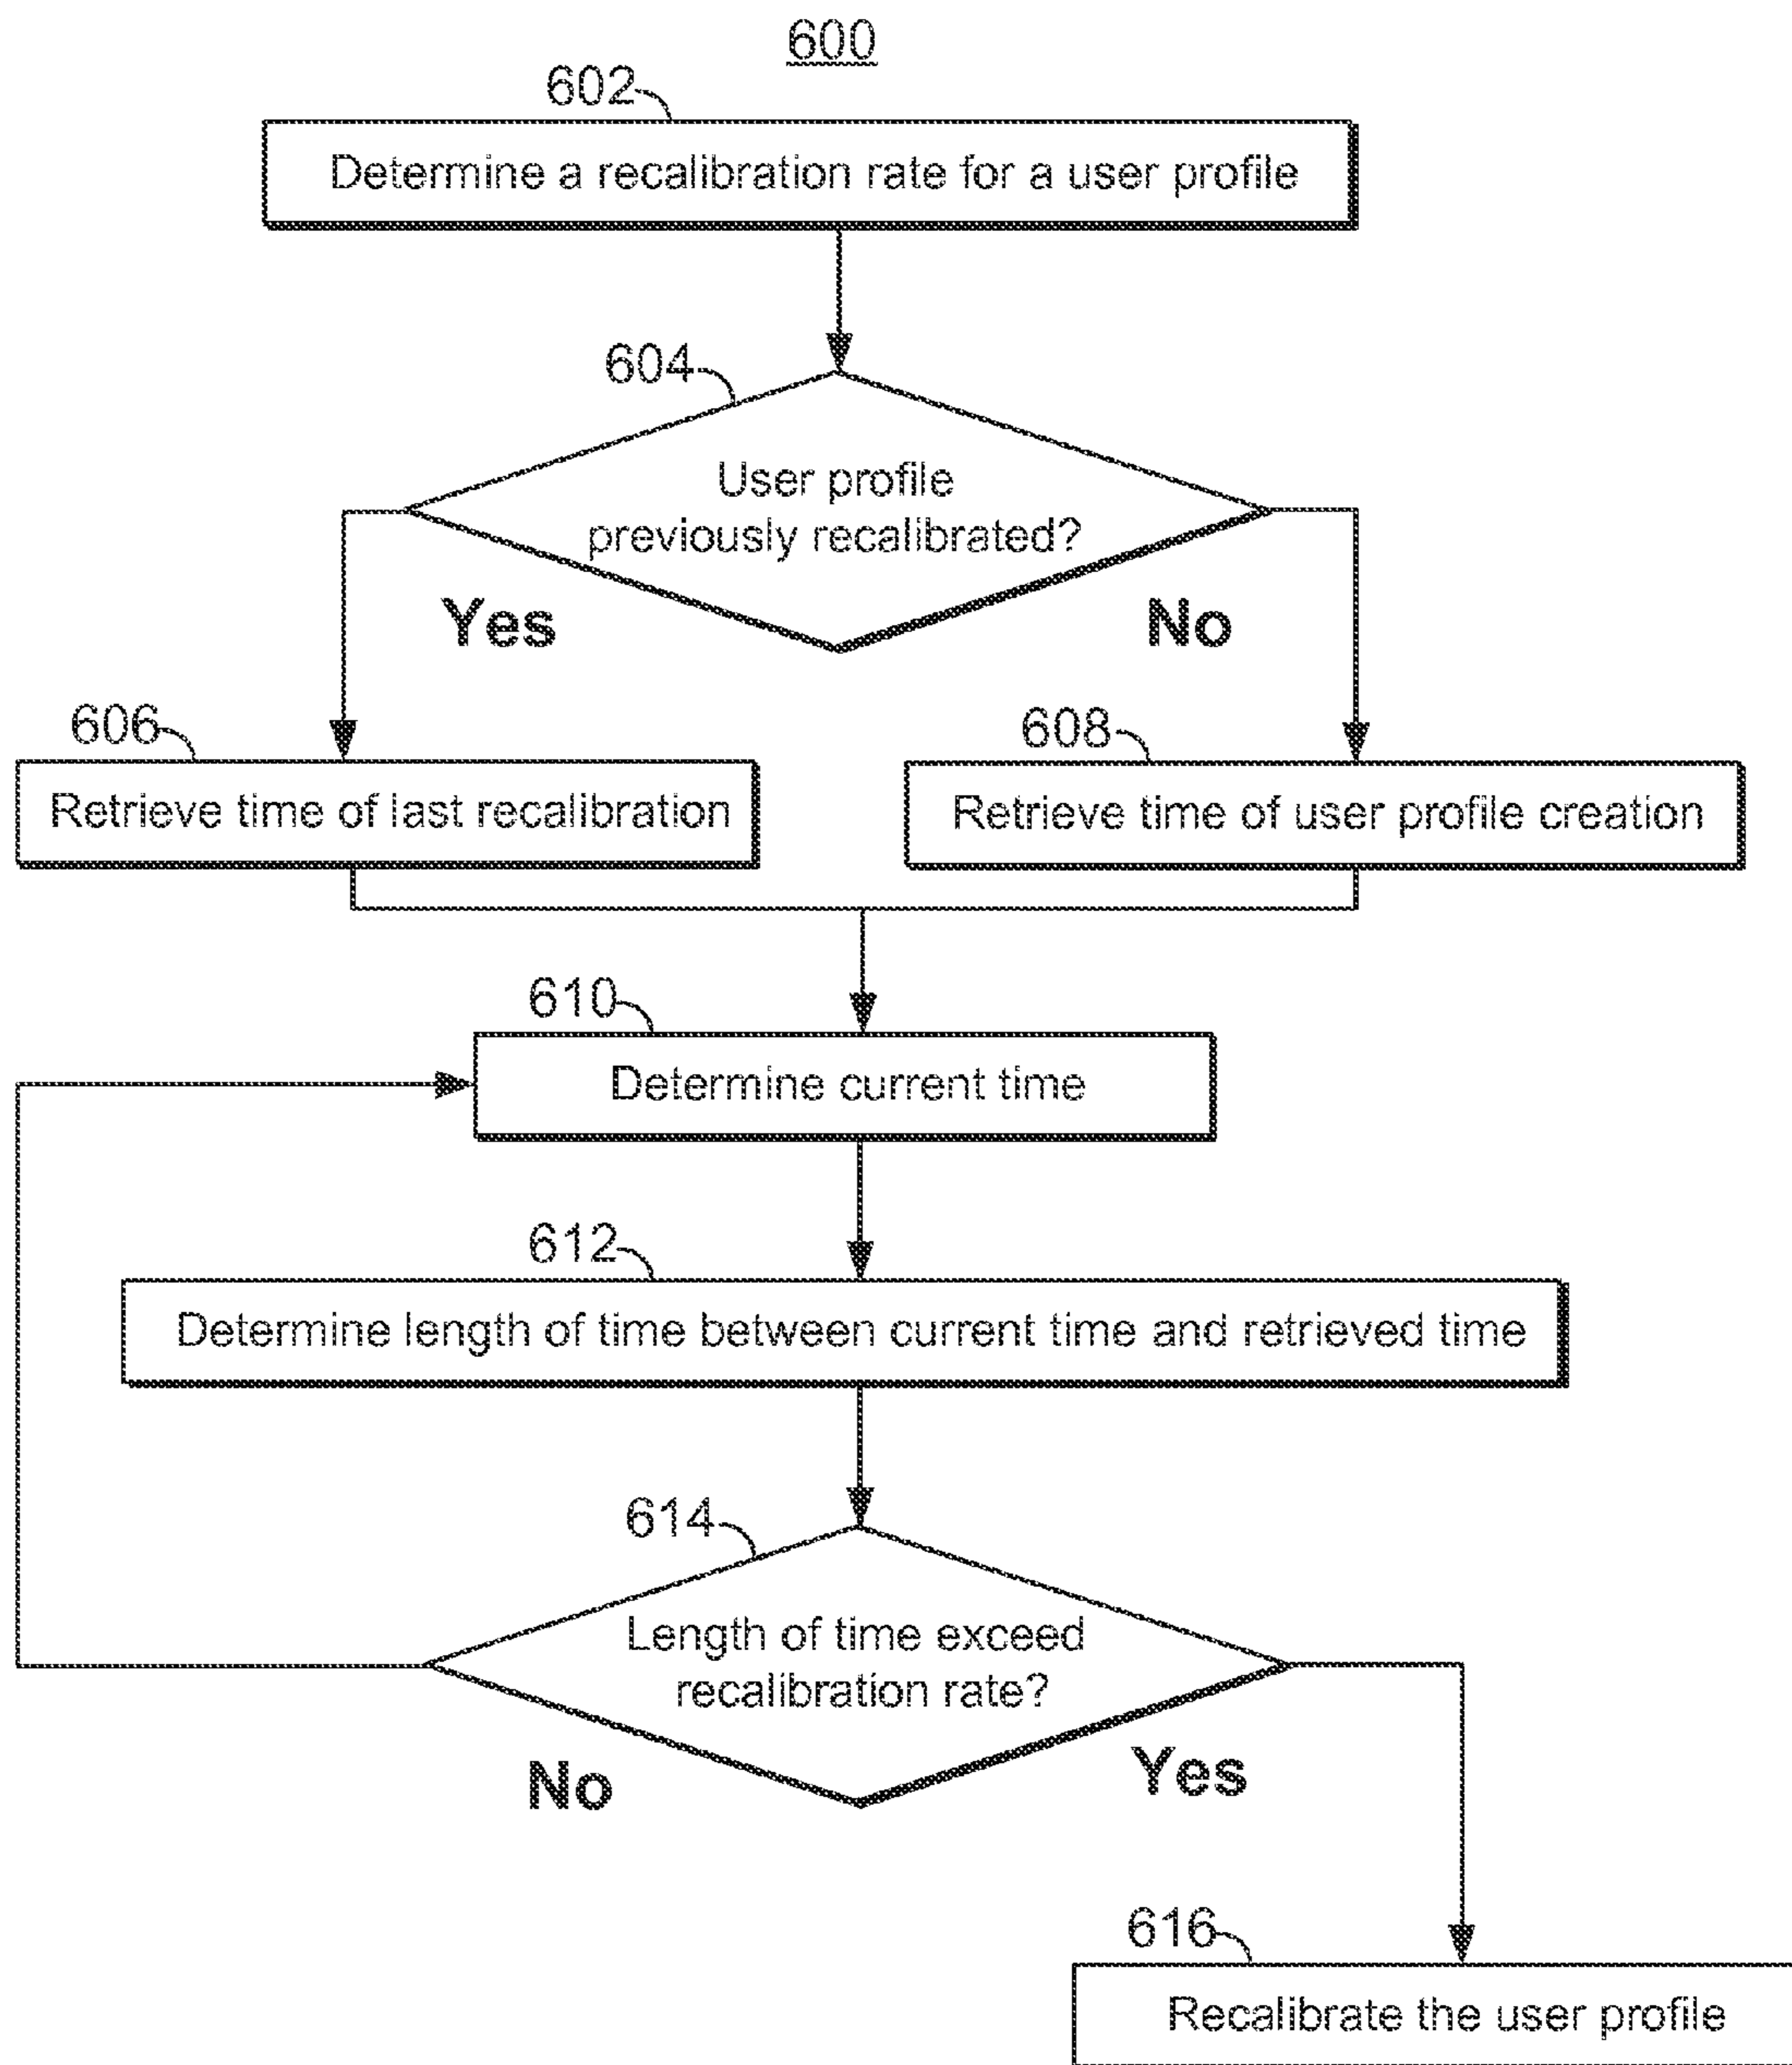 600
602
Determine a recalibration rate for a user profile
604
User profile
previously recalibrated?
Yes
No
606
Retrieve time of last recalibration
608
Retrieve time of user profile creation
610
Determine current time
612
Determine length of time between current time and retrieved time
614
Length of time exceed
recalibration rate?
No
Yes
616
Recalibrate the user profile